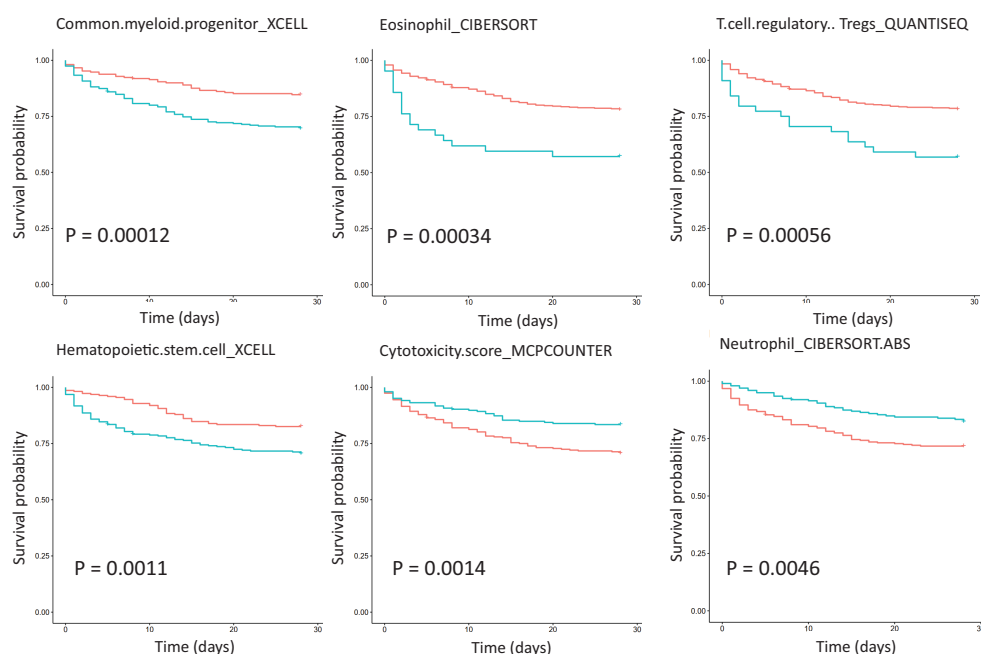 Common.myeloid.progenitor_XCELL
Eosinophil_CIBERSORT
T.cell.regulatory.. Tregs_QUANTISEQ
Survival probability
1.00
0.75
0.50
0.25
0.00
P = 0.00012
0 10 20 30
Time (days)
Survival probability
1.00
0.75
0.50
0.25
0.00
P = 0.00034
0 10 20 30
Time (days)
Survival probability
1.00
0.75
0.50
0.25
0.00
P = 0.00056
0 10 20 30
Time (days)
Hematopoietic.stem.cell_XCELL
Cytotoxicity.score_MCPCOUNTER
Neutrophil_CIBERSORT.ABS
Survival probability
1.00
0.75
0.50
0.25
0.00
P = 0.0011
0 10 20 30
Time (days)
Survival probability
1.00
0.75
0.50
0.25
0.00
P = 0.0014
0 10 20 30
Time (days)
Survival probability
1.00
0.75
0.50
0.25
0.00
P = 0.0046
0 10 20 30
Time (days)